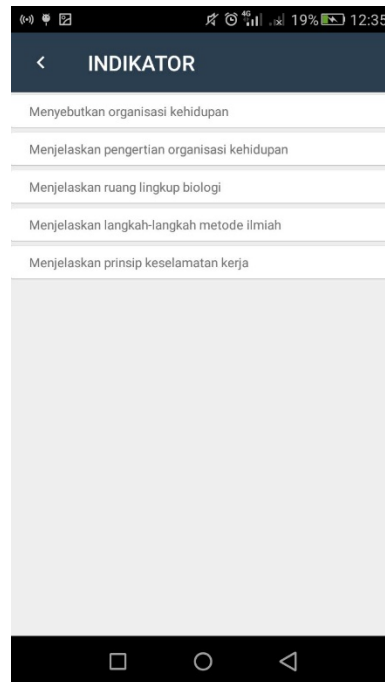 4G 19% 12:35
INDIKATOR
Menyebutkan organisasi kehidupan
Menjelaskan pengertian organisasi kehidupan
Menjelaskan ruang lingkup biologi
Menjelaskan langkah-langkah metode ilmiah
Menjelaskan prinsip keselamatan kerja